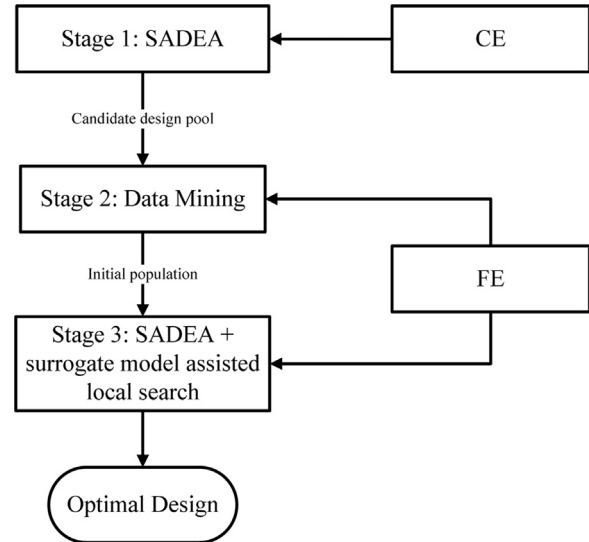 Stage 1: SADEA
CE
Candidate design pool
Stage 2: Data Mining
Initial population
FE
Stage 3: SADEA +
surrogate model assisted
local search
Optimal Design